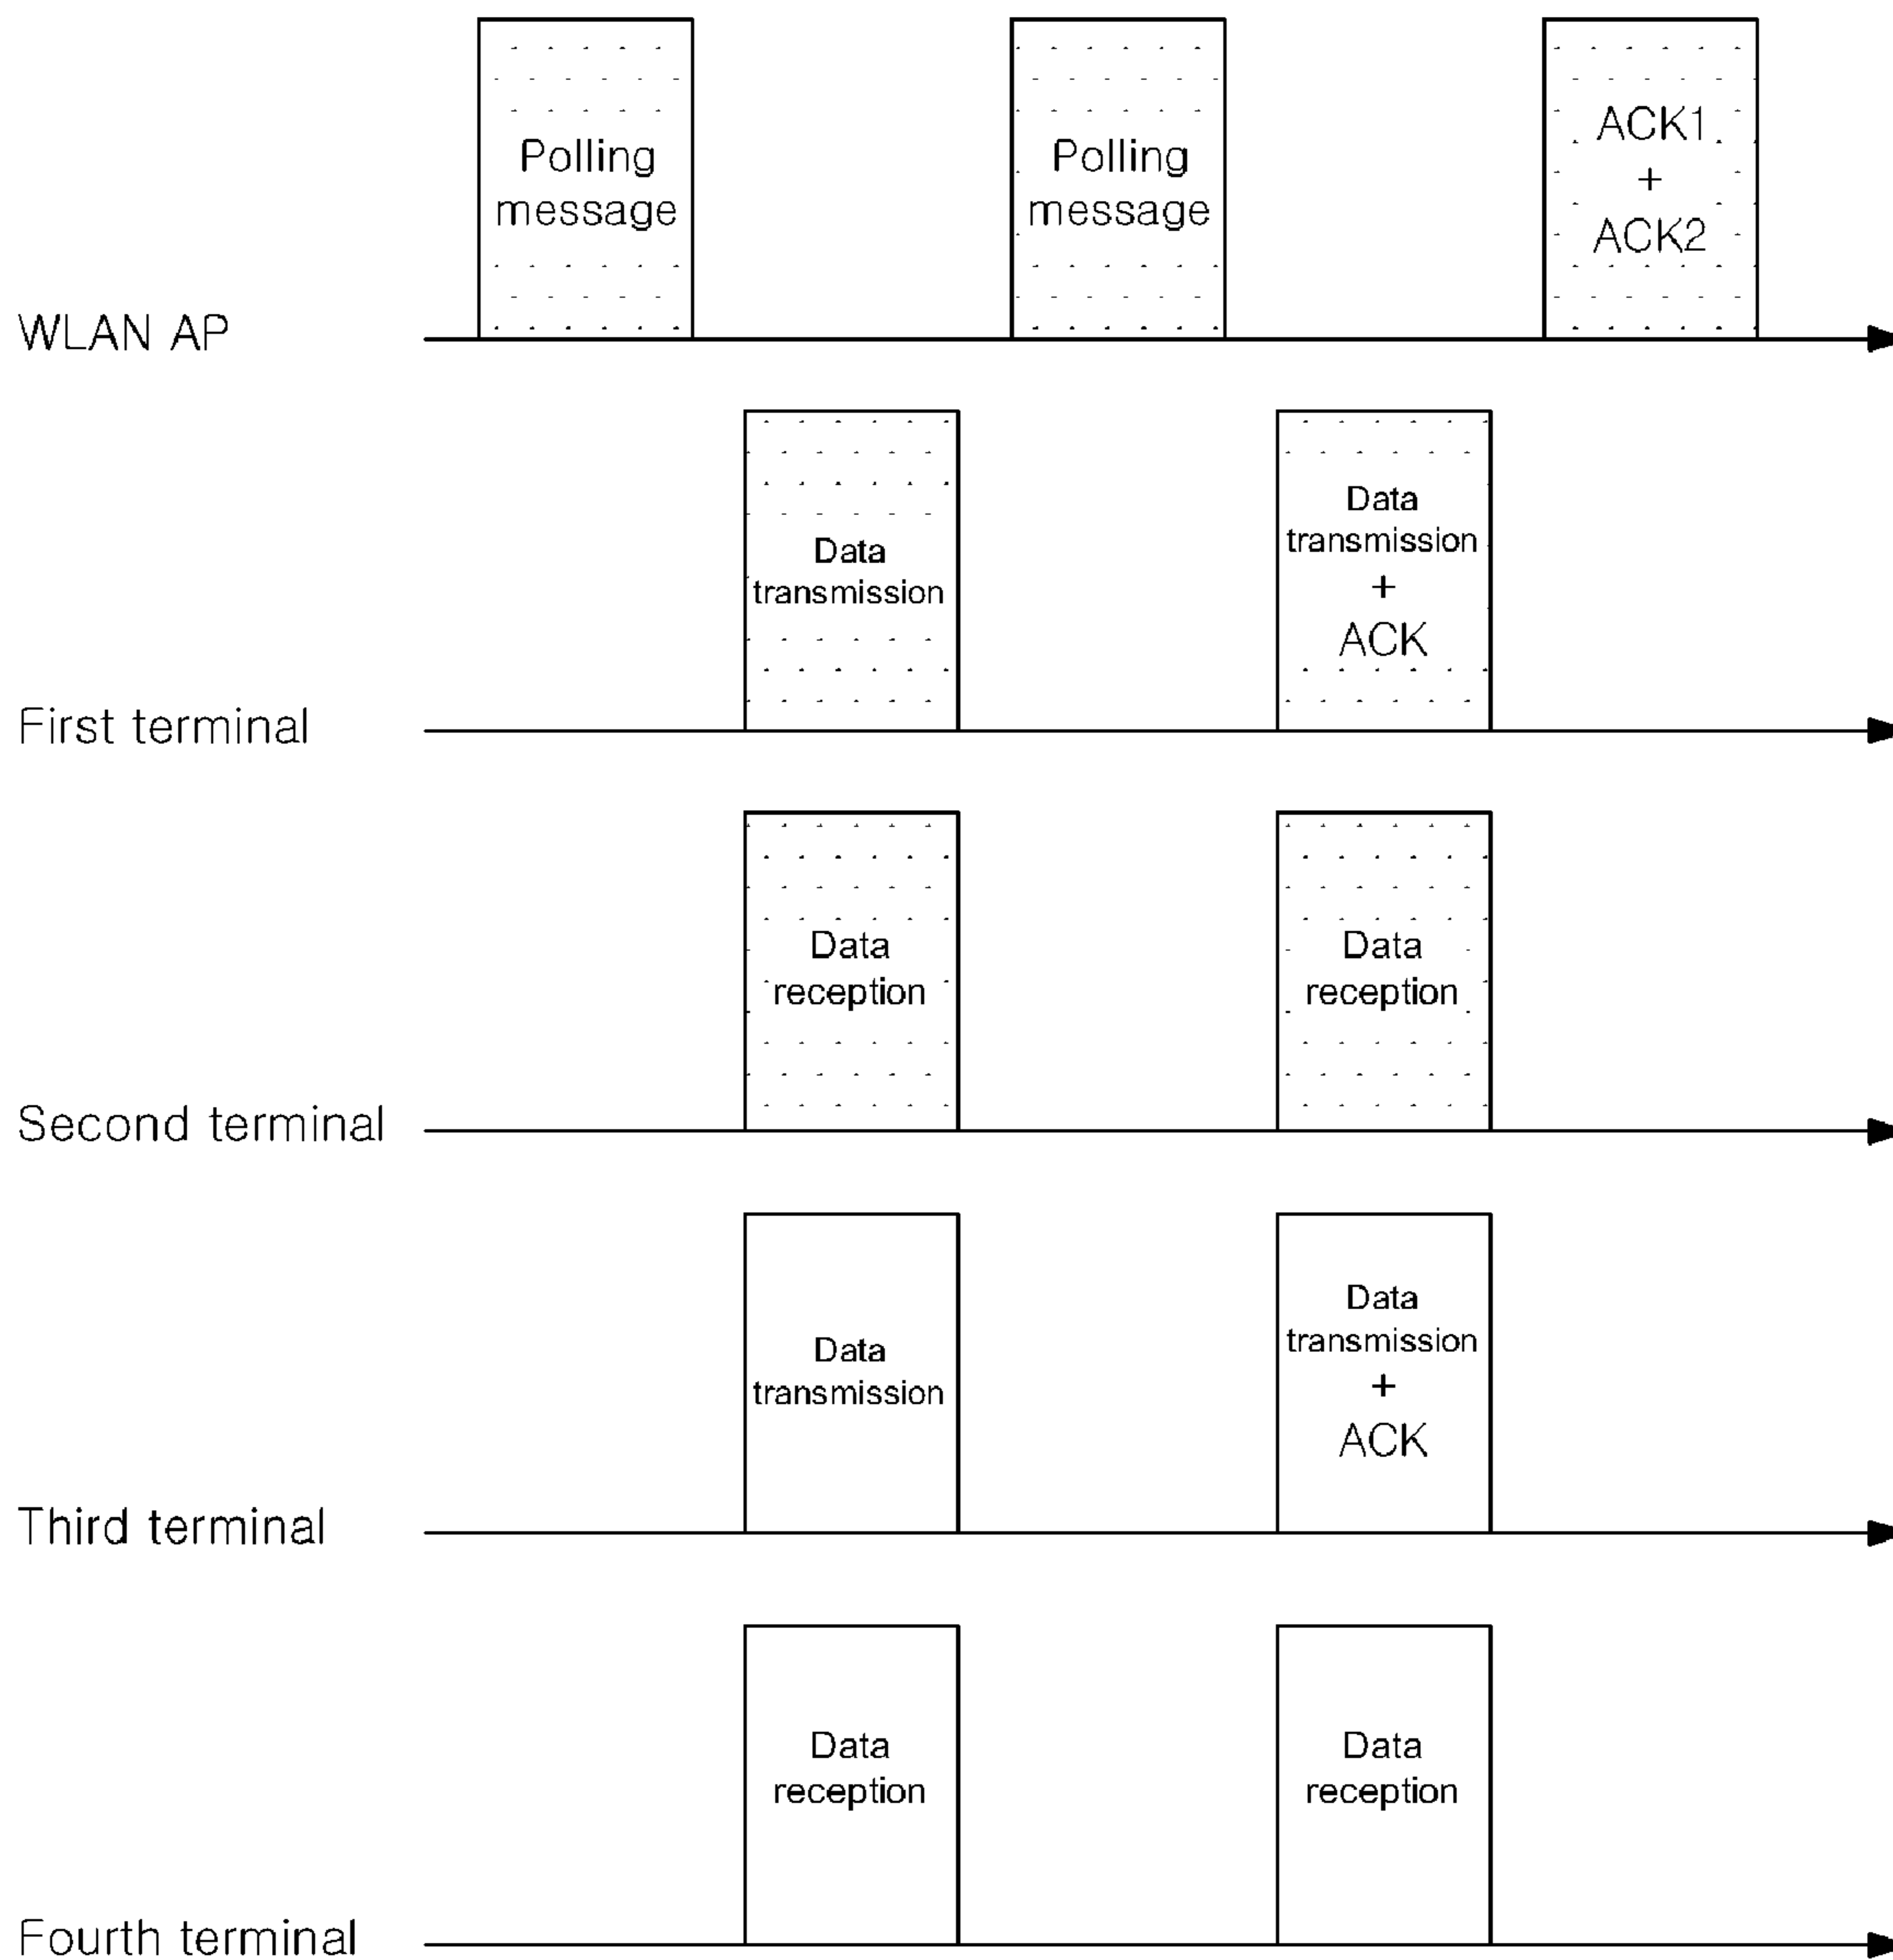 Polling
message
Polling
message
ACK1
+
ACK2
WLAN AP
Data
transmission
Data
transmission
+
ACK
First terminal
Data
reception
Data
reception
Second terminal
Data
transmission
Data
transmission
+
ACK
Third terminal
Data
reception
Data
reception
Fourth terminal